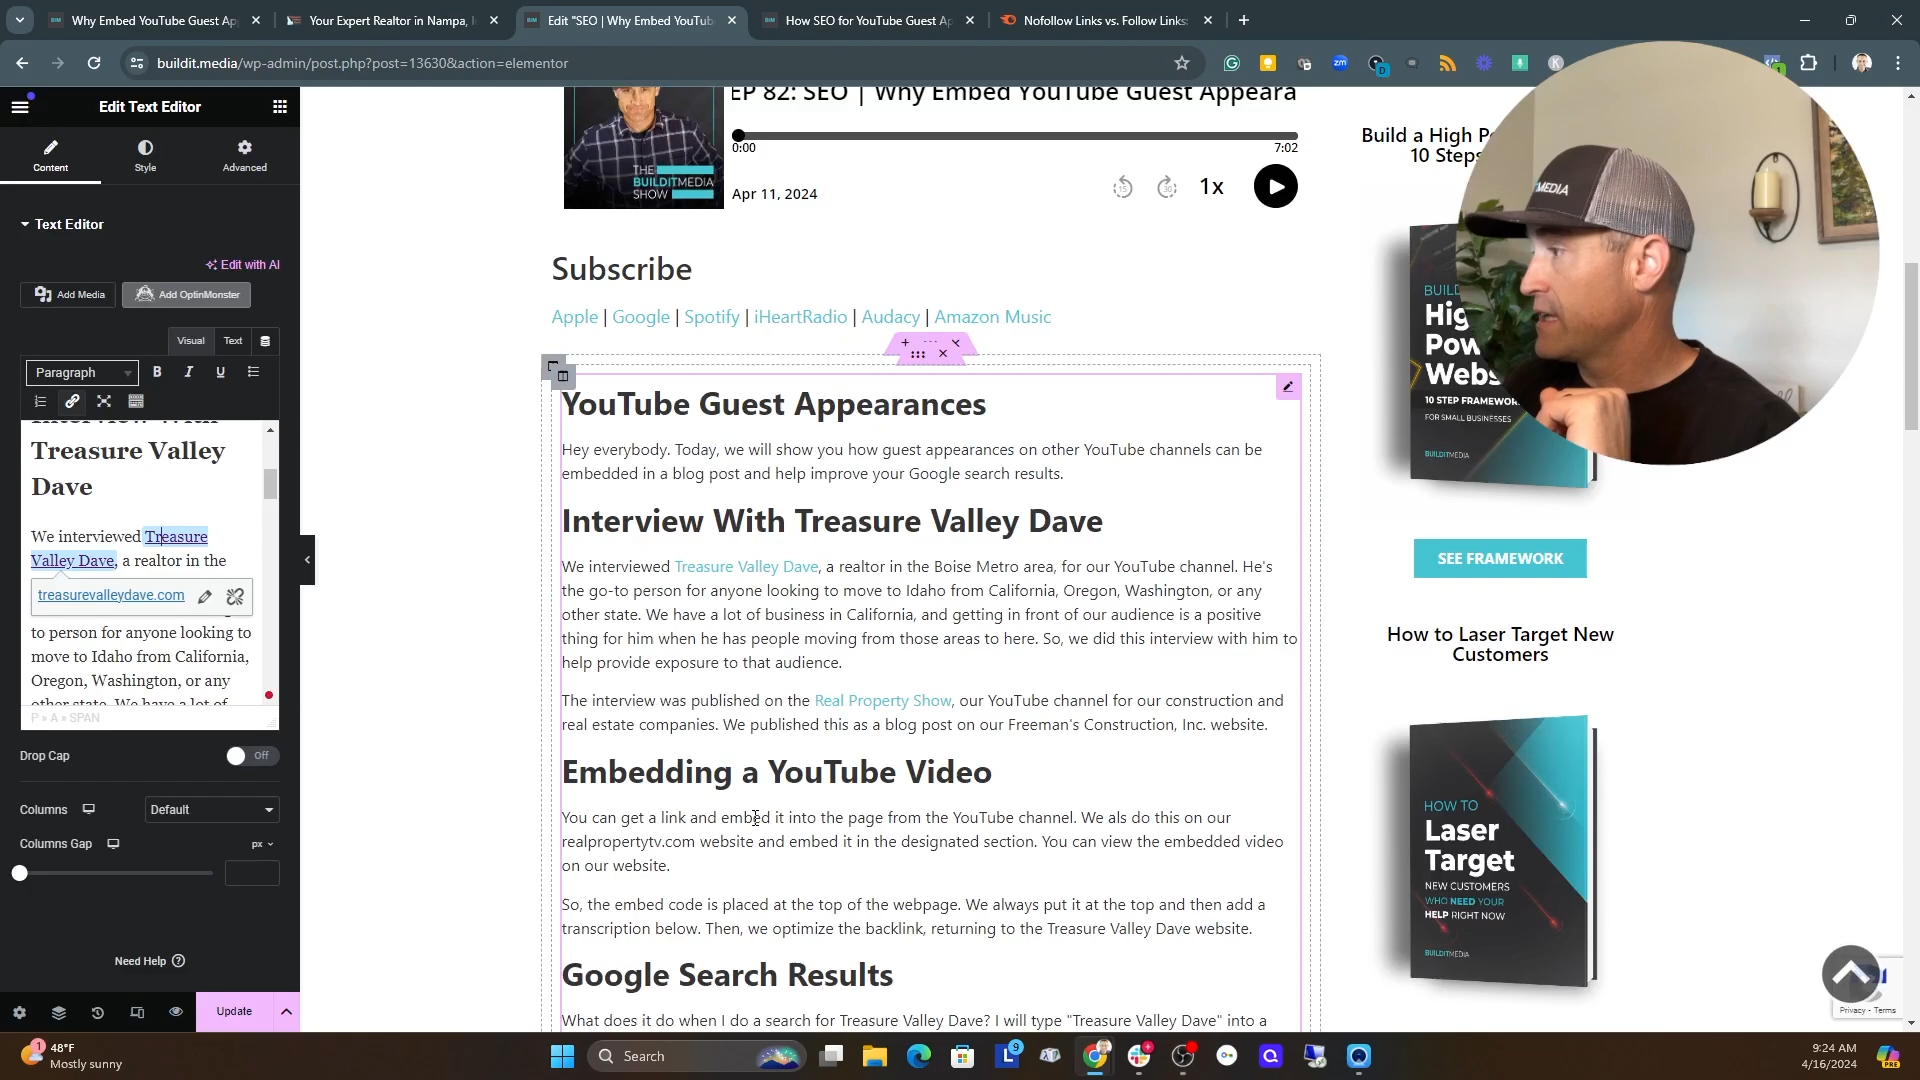 Why Embed YouTube Guest Ap
Your Expert Realtor in Nampa, I
Edit "SEO | Why Embed YouTub
How SEO for YouTube Guest Ap
Nofollow Links vs. Follow Links:
buildit.media/wp-admin/post.php?post=13630&action=elementor
Edit Text Editor
Content
Style
Advanced
Text Editor
Edit with AI
Add Media
Add OptinMonster
Visual
Text
Paragraph
B I U
Treasure Valley
Dave
We interviewed Treasure
Valley Dave, a realtor in the
treasurevalleydave.com
to person for anyone looking to
move to Idaho from California,
Oregon, Washington, or any
other state. We have a lot of
P » A » SPAN
Drop Cap
Off
Columns
Default
Columns Gap
px
Need Help ?
Update
EP 82: SEO | Why Embed YouTube Guest Appeara
0:00
7:02
THE
BUILDITMEDIA
SHOW
Apr 11, 2024
15
30
1x
Subscribe
Apple | Google | Spotify | iHeartRadio | Audacy | Amazon Music
YouTube Guest Appearances
Hey everybody. Today, we will show you how guest appearances on other YouTube channels can be
embedded in a blog post and help improve your Google search results.
Interview With Treasure Valley Dave
We interviewed Treasure Valley Dave, a realtor in the Boise Metro area, for our YouTube channel. He's
the go-to person for anyone looking to move to Idaho from California, Oregon, Washington, or any
other state. We have a lot of business in California, and getting in front of our audience is a positive
thing for him when he has people moving from those areas to here. So, we did this interview with him to
help provide exposure to that audience.
The interview was published on the Real Property Show, our YouTube channel for our construction and
real estate companies. We published this as a blog post on our Freeman's Construction, Inc. website.
Embedding a YouTube Video
You can get a link and embed it into the page from the YouTube channel. We als do this on our
realpropertytv.com website and embed it in the designated section. You can view the embedded video
on our website.
So, the embed code is placed at the top of the webpage. We always put it at the top and then add a
transcription below. Then, we optimize the backlink, returning to the Treasure Valley Dave website.
Google Search Results
What does it do when I do a search for Treasure Valley Dave? I will type "Treasure Valley Dave" into a
Build a High P
10 Steps
MEDIA
BUILD
Hig
Pow
Webs
10 STEP FRAMEWOR
FOR SMALL BUSINESSES
BUILDITMEDIA
SEE FRAMEWORK
How to Laser Target New
Customers
HOW TO
Laser
Target
NEW CUSTOMERS
WHO NEED YOUR
HELP RIGHT NOW
BUILDITMEDIA
Privacy - Terms
48°F
Mostly sunny
Search
9:24 AM
4/16/2024